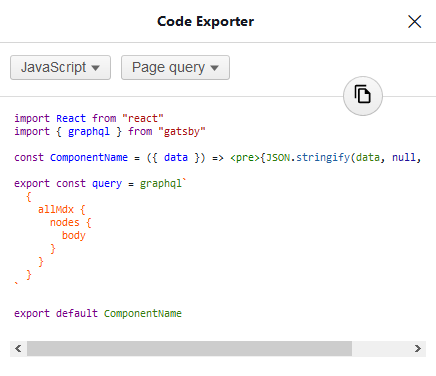 Code Exporter
JavaScript
Page query
import React from "react"
import { graphql } from "gatsby"
const ComponentName = ({ data }) => <pre>{JSON.stringify(data, null,
export const query = graphql`
  {
    allMdx {
      nodes {
        body
      }
    }
  }
`
export default ComponentName